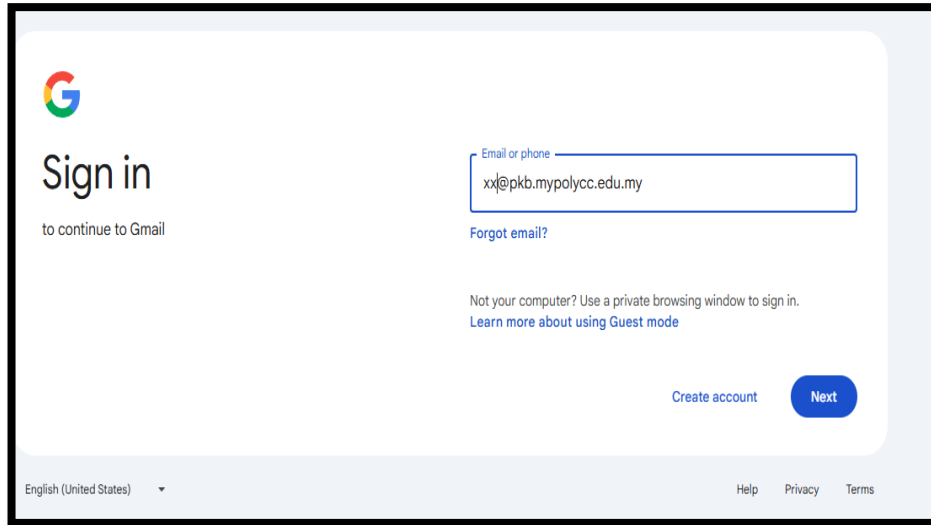 Sign in
to continue to Gmail
Email or phone
xx@pkb.mypolycc.edu.my
Forgot email?
Not your computer? Use a private browsing window to sign in.
Learn more about using Guest mode
Create account
Next
English (United States)
Help Privacy Terms